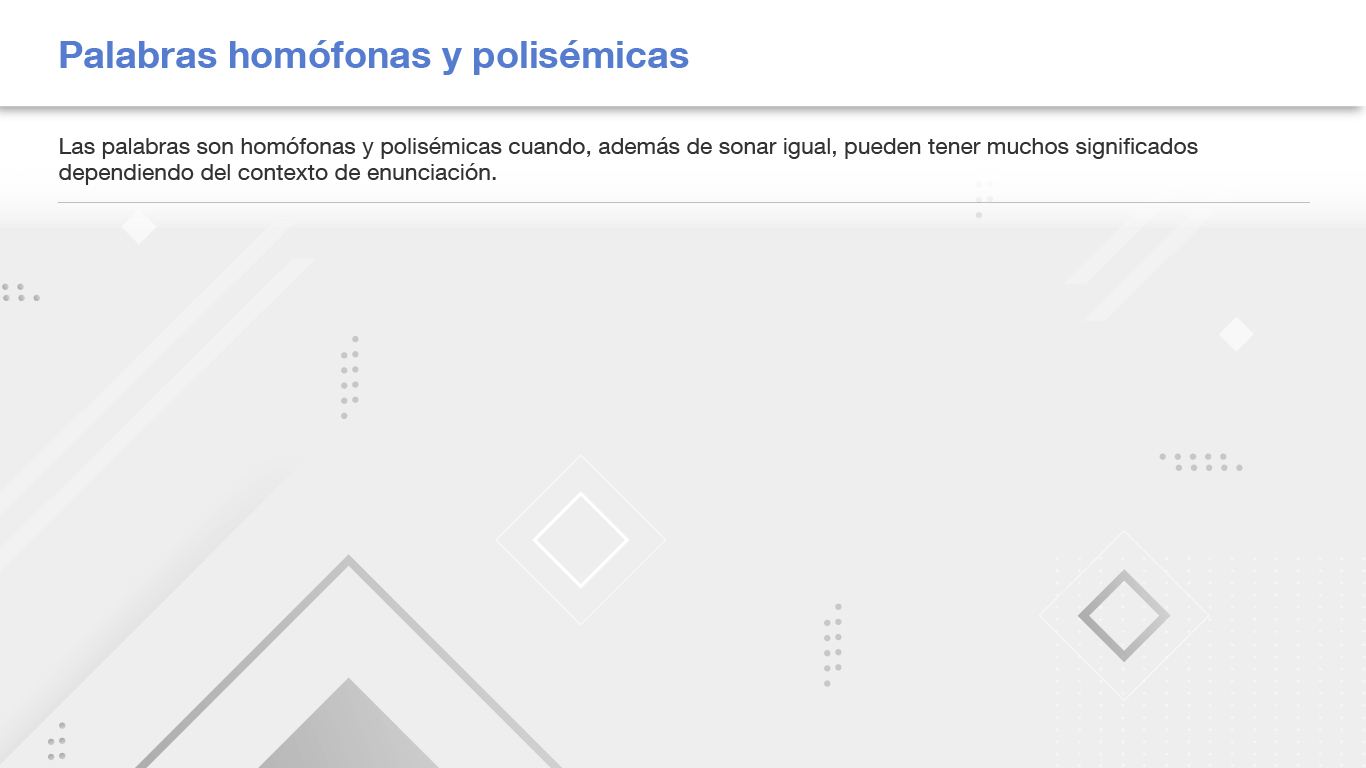 Palabras homófonas y polisémicas
Las palabras son homófonas y polisémicas cuando, además de sonar igual, pueden tener muchos significados
dependiendo del contexto de enunciación.